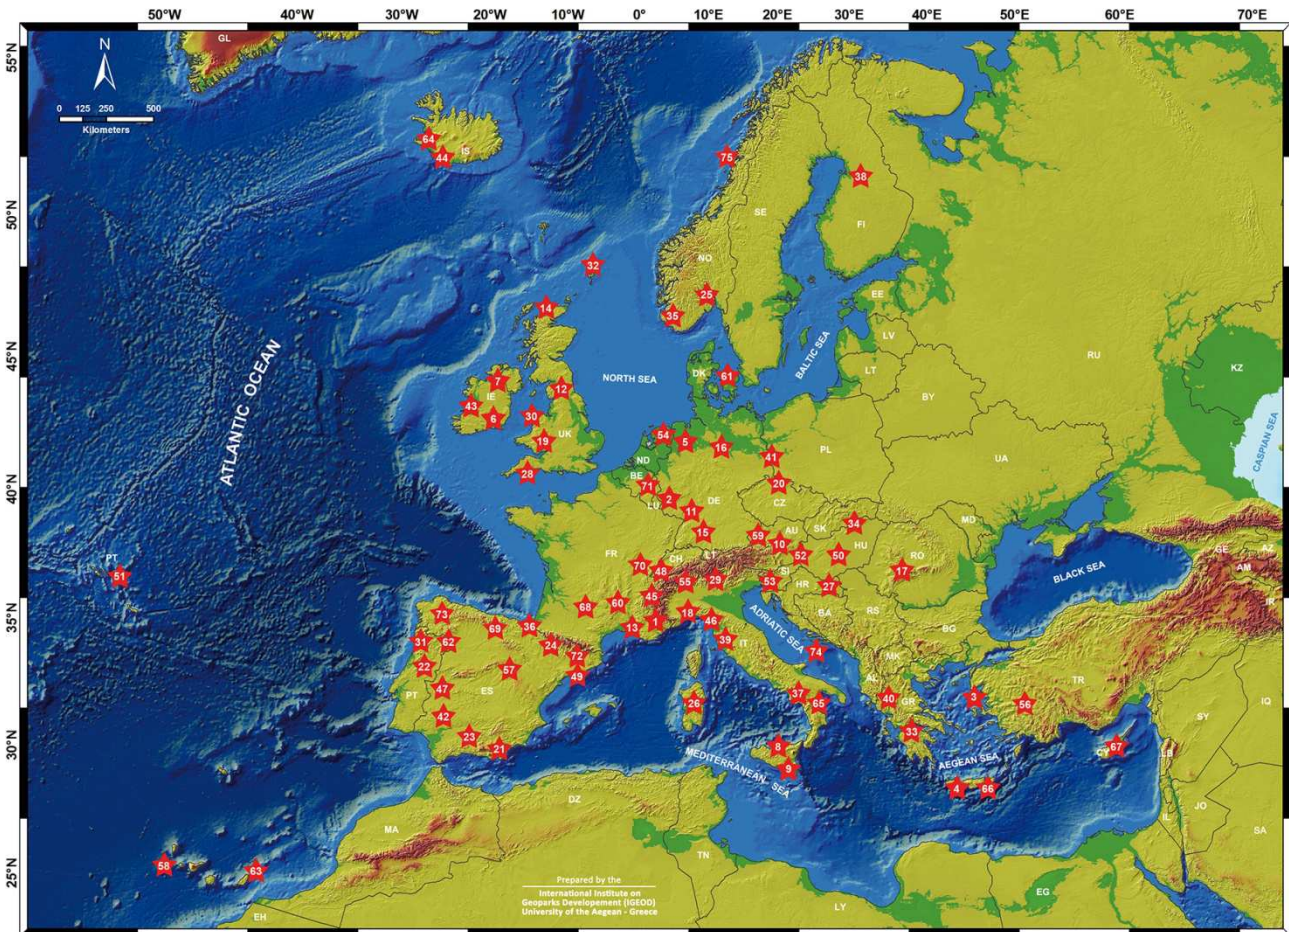 50°W 40°W 30°W 20°W 10°W 0° 10°E 20°E 30°E 40°E 50°E 60°E 70°E
55°N
50°N
45°N
40°N
35°N
30°N
25°N
N
0 125 250 500
Kilometers
GL
64
44
IS
75
38
SE
FI
NO
32
25
14
35
EE
LV
RU
ATLANTIC OCEAN
NORTH SEA
BALTIC SEA
DK
61
LT
KZ
7
IE
12
BY
43
6
30
CASPIAN SEA
19
UK
54
5
16
PL
41
UA
28
ND
BE
71
2
DE
20
CZ
LU
11
15
59
AU
SK
34
MD
10
52
50
HU
FR
CH
LT
PT
51
70
48
55
29
SI
53
HR
27
RO
17
BLACK SEA
GE
AZ
AM
IR
45
68
60
18
BA
RS
73
36
13
1
46
ADRIATIC SEA
BG
31
62
69
24
39
IT
74
MK
22
57
72
49
AL
47
ES
26
37
65
40
GR
3
56
TR
PT
42
33
SY
IQ
23
21
8
MEDITERRANEAN SEA
AEGEAN SEA
CY
67
LB
9
4
66
DZ
IL
JO
MA
SA
58
63
TN
Prepared by the
International Institute on
Geoparks Developement (IGEOD)
University of the Aegean - Greece
EH
LY
EG